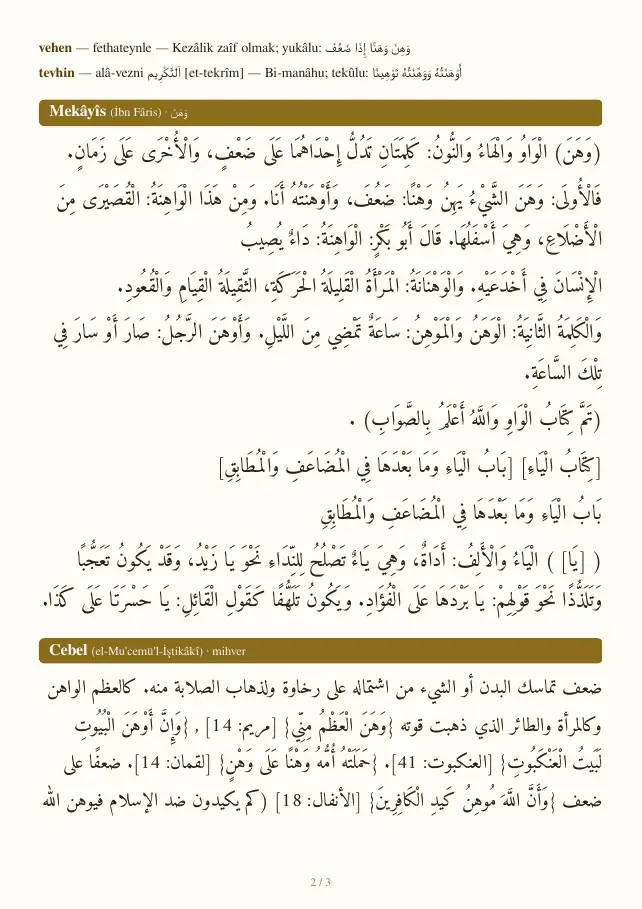 vehen — fethateynle — Kezâlik zaîf olmak; yukâlu: وَهِنَ وَهَنًا إِذَا ضَعُفَ
tevhin — alâ-vezni اَلتَّكْرِيم [et-tekrîm] — Bi-manâhu; tekûlu: أَوْهَنْتُهُ وَوَهَّنْتُهُ تَوْهِينًا
Mekâyîs (İbn Fâris) · وَهَنَ
(وَهَنَ) الْوَاوُ وَالْهَاءُ وَالنُّونُ: كَلِمَتَانِ تَدُلُّ إِحْدَاهُمَا عَلَى ضَعْفٍ، وَالْأُخْرَى عَلَى زَمَانٍ.
فَالْأُولَى: وَهَنَ الشَّيْءُ يَهِنُ وَهْنًا: ضَعُفَ، وَأَوْهَنْتُهُ أَنَا. وَمِنْ هَذَا الْوَاهِنَةُ: الْقُصَيْرَى مِنَ
الْأَضْلَاعِ، وَهِيَ أَسْفَلُهَا. قَالَ أَبُو بَكْرٍ: الْوَاهِنَةُ: دَاءٌ يُصِيبُ
الْإِنْسَانَ فِي أَخْدَعَيْهِ. وَالْوَهْنَانَةُ: الْمَرْأَةُ الْقَلِيلَةُ الْحَرَكَةِ، الثَّقِيلَةُ الْقِيَامِ وَالْقُعُودِ.
وَالْكَلِمَةُ الثَّانِيَةُ: الْوَهْنُ وَالْمَوْهِنُ: سَاعَةٌ تَمْضِي مِنَ اللَّيْلِ. وَأَوْهَنَ الرَّجُلُ: صَارَ أَوْ سَارَ فِي
تِلْكَ السَّاعَةِ.
(تَمَّ كِتَابُ الْوَاوِ وَاللَّهُ أَعْلَمُ بِالصَّوَابِ) .
[كِتَابُ الْيَاءِ] [بَابُ الْيَاءِ وَمَا بَعْدَهَا فِي الْمُضَاعَفِ وَالْمُطَابِقِ]
بَابُ الْيَاءِ وَمَا بَعْدَهَا فِي الْمُضَاعَفِ وَالْمُطَابِقِ
( [يَا] ) الْيَاءُ وَالْأَلِفُ: أَدَاةٌ، وَهِيَ يَاءٌ تَصْلُحُ لِلنِّدَاءِ نَحْوَ يَا زَيْدُ، وَقَدْ يَكُونُ تَعَجُّبًا
وَتَلَذُّذًا نَحْوَ قَوْلِهِمْ: يَا بَرْدَهَا عَلَى الْفُؤَادِ. وَيَكُونُ تَلَهُّفًا كَقَوْلِ الْقَائِلِ: يَا حَسْرَتَا عَلَى كَذَا.
Cebel (el-Mu'cemü'l-İştikâkî) · mihver
ضعف تماسك البدن أو الشيء من اشتماله على رخاوة ولذهاب الصلابة منه. كالعظم الواهن
وكالمرأة والطائر الذي ذهبت قوته {وَهَنَ الْعَظْمُ مِنِّي} [مريم: 14] , {وَإِنَّ أَوْهَنَ الْبُيُوتِ
لَبَيْتُ الْعَنْكَبُوتِ} [العنكبوت: 41]. {حَمَلَتْهُ أُمُّهُ وَهْنًا عَلَى وَهْنٍ} [لقمان: 14]. ضعفًا على
ضعف {وَأَنَّ اللَّهَ مُوهِنُ كَيْدِ الْكَافِرِينَ} [الأنفال: 18] (كم يكيدون ضد الإسلام فيوهن الله
2 / 3